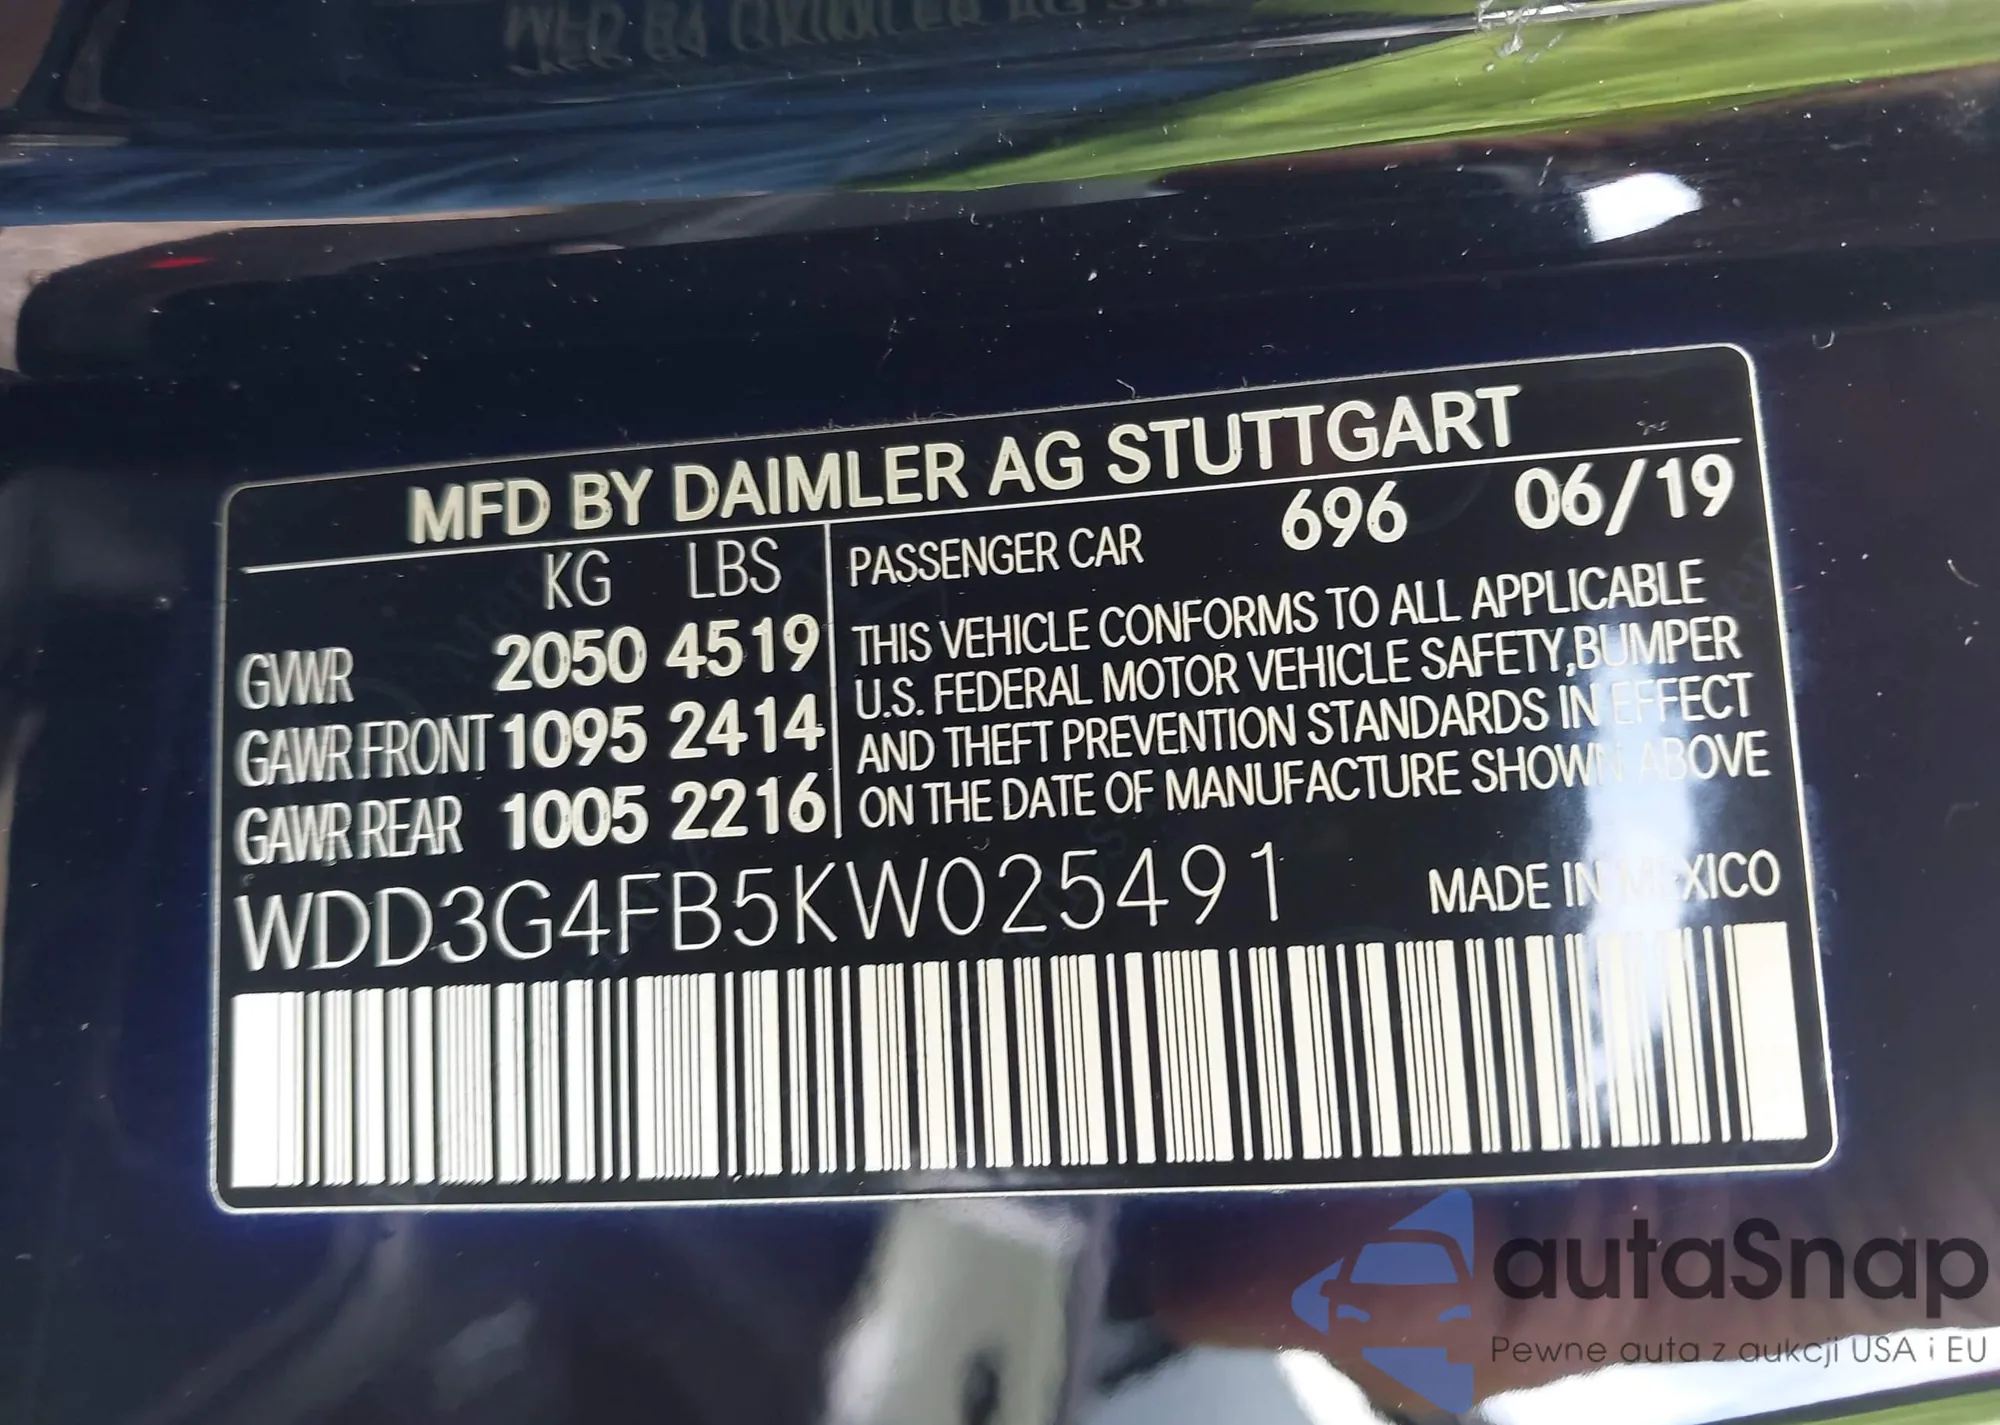 MFD BY DAIMLER AG STUTTGART
KG LBS
GVWR 2050 4519
GAWR FRONT 1095 2414
GAWR REAR 1005 2216
PASSENGER CAR 696 06/19
THIS VEHICLE CONFORMS TO ALL APPLICABLE
U.S. FEDERAL MOTOR VEHICLE SAFETY,BUMPER
AND THEFT PREVENTION STANDARDS IN EFFECT
ON THE DATE OF MANUFACTURE SHOWN ABOVE
WDD3G4FB5KW025491 MADE IN MEXICO
autaSnap
Pewne auta z aukcji USA i EU